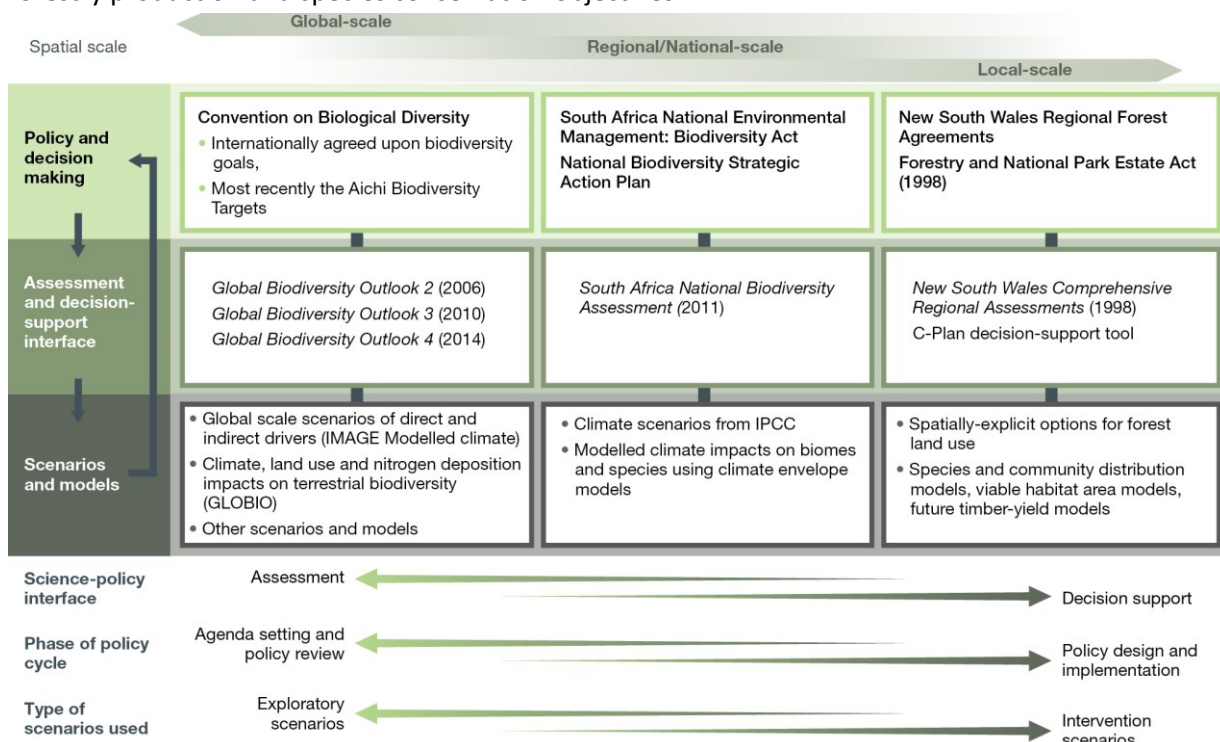 Global-scale
Spatial scale
Regional/National-scale
Local-scale
Policy and
decision
making
Convention on Biological Diversity
• Internationally agreed upon biodiversity
goals,
• Most recently the Aichi Biodiversity
Targets
South Africa National Environmental
Management: Biodiversity Act
National Biodiversity Strategic
Action Plan
New South Wales Regional Forest
Agreements
Forestry and National Park Estate Act
(1998)
Assessment
and decision-
support
interface
Global Biodiversity Outlook 2 (2006)
Global Biodiversity Outlook 3 (2010)
Global Biodiversity Outlook 4 (2014)
South Africa National Biodiversity
Assessment (2011)
New South Wales Comprehensive
Regional Assessments (1998)
C-Plan decision-support tool
Scenarios
and models
• Global scale scenarios of direct and
indirect drivers (IMAGE Modelled climate)
• Climate, land use and nitrogen deposition
impacts on terrestrial biodiversity
(GLOBIO)
• Other scenarios and models
• Climate scenarios from IPCC
• Modelled climate impacts on biomes
and species using climate envelope
models
• Spatially-explicit options for forest
land use
• Species and community distribution
models, viable habitat area models,
future timber-yield models
Science-policy
interface
Assessment
Decision support
Phase of policy
cycle
Agenda setting and
policy review
Policy design and
implementation
Type of
scenarios used
Exploratory
scenarios
Intervention
scenarios